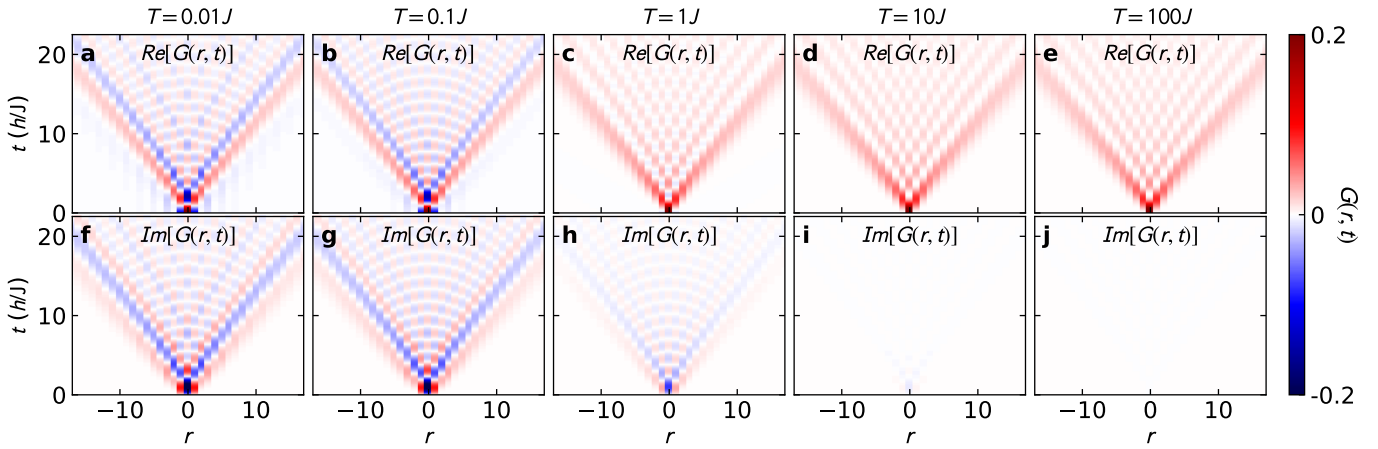 T = 0.01J T = 0.1J T = 1J T = 10J T = 100J
a Re[G(r, t)] b Re[G(r, t)] c Re[G(r, t)] d Re[G(r, t)] e Re[G(r, t)] 0.2
20
t (h/J)
10
0
f Im[G(r, t)] g Im[G(r, t)] h Im[G(r, t)] i Im[G(r, t)] j Im[G(r, t)] 0 G(r, t)
20
t (h/J)
10
0 -0.2
−10 0 10 −10 0 10 −10 0 10 −10 0 10 −10 0 10
r r r r r